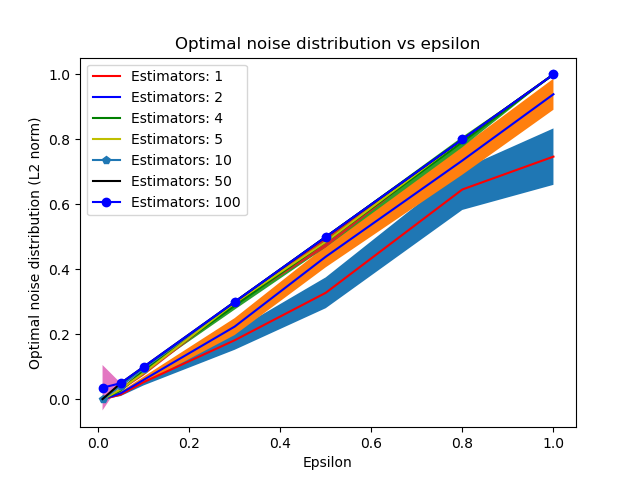 Optimal noise distribution vs epsilon
Optimal noise distribution (L2 norm)
1.0
0.8
0.6
0.4
0.2
0.0
Estimators: 1
Estimators: 2
Estimators: 4
Estimators: 5
Estimators: 10
Estimators: 50
Estimators: 100
0.0 0.2 0.4 0.6 0.8 1.0
Epsilon